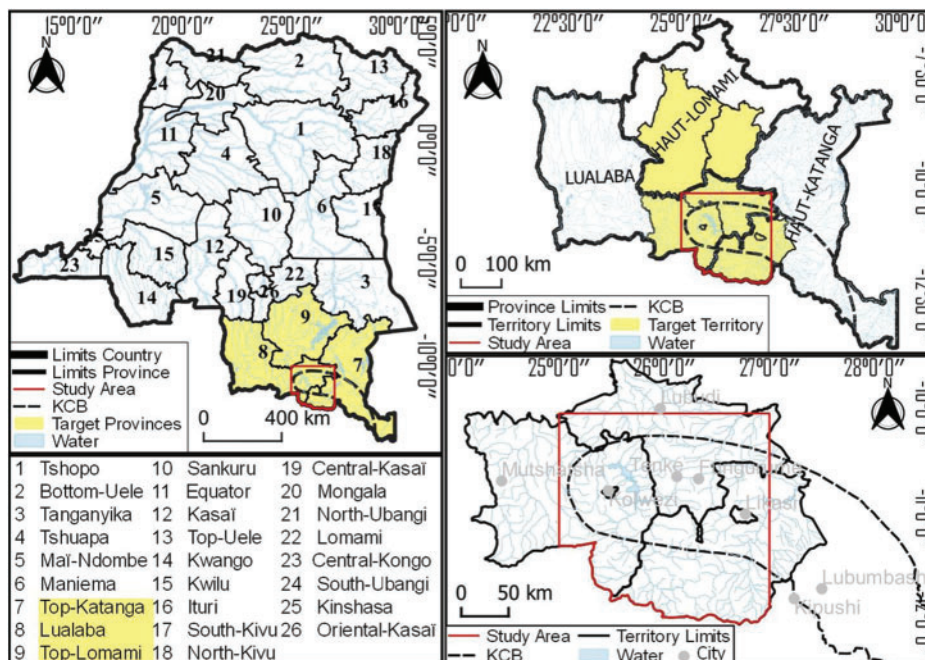 15°0'0" 20°0'0" 25°0'0" 30°0'0"
N
21
2
13
24
20
16
11
1
4
18
5
10
6
15
12
23
22
3
14
19
26
9
8
7
Limits Country
Limits Province
Study Area
KCB
Target Provinces
Water
0 400 km
22°30'0" 25°0'0" 27°30'0" 30°0'0"
N
HAUT-LOMAMI
LUALABA
HAUT-KATANGA
0 100 km
Province Limits KCB
Territory Limits Target Territory
Study Area Water
25°0'0" 26°0'0" 27°0'0" 28°0'0"
N
Lubudi
Mutshatsha Tenke Fungurume
Kolwezi
Likasi
Lubumbash
Kipushi
0 50 km
Study Area Territory Limits
KCB Water City
1 Tshopo 10 Sankuru 19 Central-Kasaï
2 Bottom-Uele 11 Equator 20 Mongala
3 Tanganyika 12 Kasaï 21 North-Ubangi
4 Tshuapa 13 Top-Uele 22 Lomami
5 Maï-Ndombe 14 Kwango 23 Central-Kongo
6 Maniema 15 Kwilu 24 South-Ubangi
7 Top-Katanga 16 Ituri 25 Kinshasa
8 Lualaba 17 South-Kivu 26 Oriental-Kasaï
9 Top-Lomami 18 North-Kivu